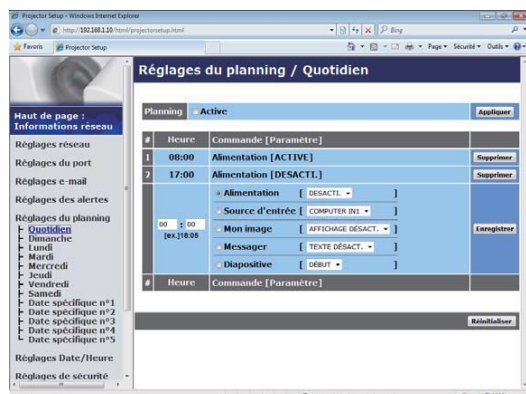 Projector Setup - Windows Internet Explorer
http://192.168.1.10/html/projectorsetup.html
Bing
Favoris
Projector Setup
Page
Sécurité
Outils
Haut de page :
Informations réseau
Réglages réseau
Réglages du port
Réglages e-mail
Réglages des alertes
Réglages du planning
Quotidien
Dimanche
Lundi
Mardi
Mercredi
Jeudi
Vendredi
Samedi
Date spécifique n°1
Date spécifique n°2
Date spécifique n°3
Date spécifique n°4
Date spécifique n°5
Réglages Date/Heure
Réglages de sécurité
Réglages du planning / Quotidien
Planning Active Appliquer
# Heure Commande [Paramètre]
1 08:00 Alimentation [ACTIVE] Supprimer
2 17:00 Alimentation [DESACTI.] Supprimer
00 : 00
[ex.]18:05
Alimentation [ DESACTI. ]
Source d'entrée [ COMPUTER IN1 ]
Mon image [ AFFICHAGE DÉSACT. ]
Messager [ TEXTE DÉSACT. ]
Diapositive [ DÉBUT ]
Enregistrer
# Heure Commande [Paramètre]
Réinitialiser